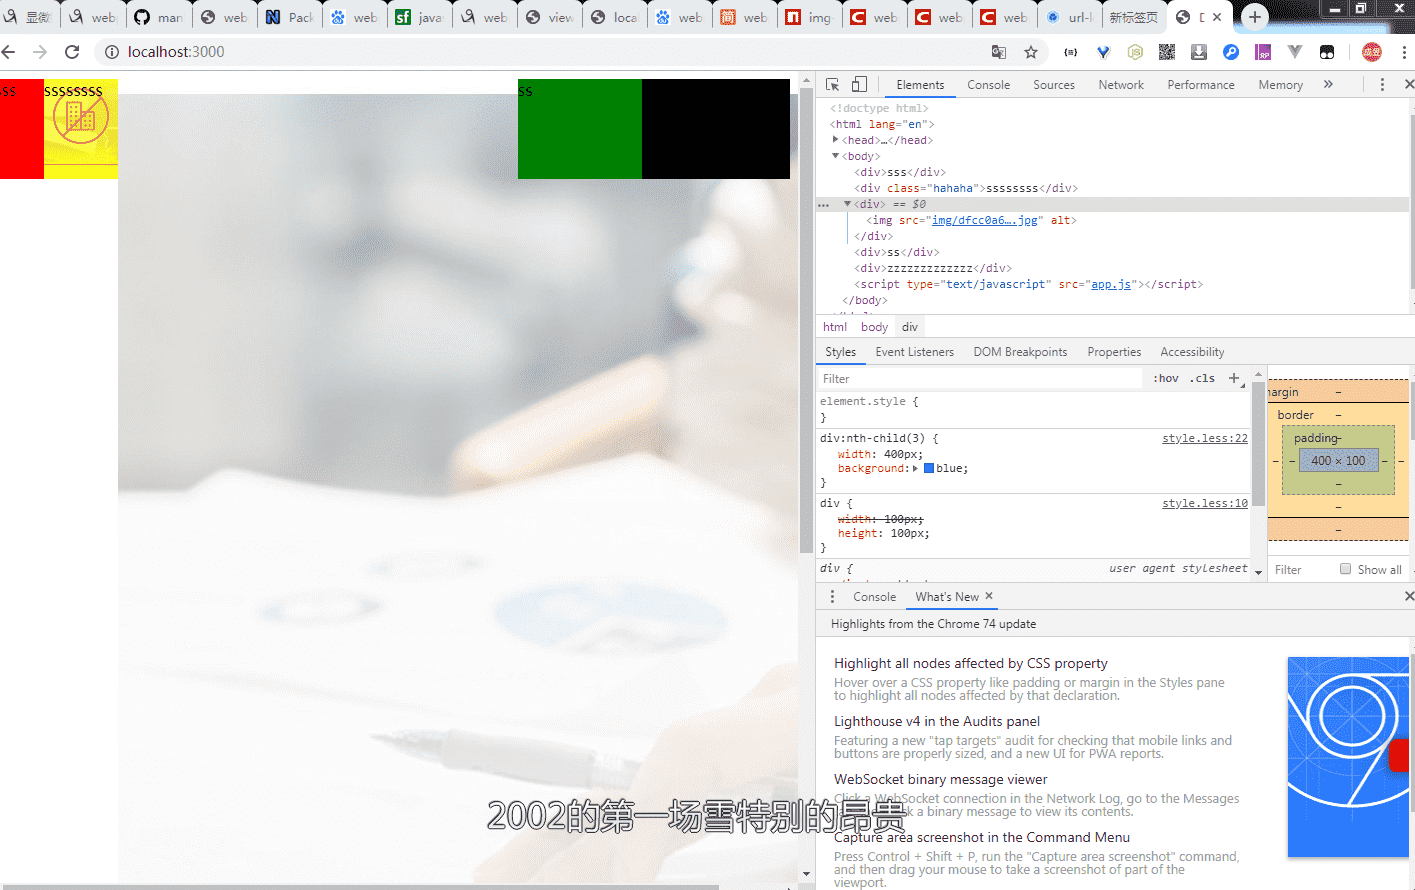 显微
web
man
web
Pack
web
java
web
view
loca
web
web
img-
web
web
web
url-l
新标签页
D
localhost:3000
sss
ssssssss
ss
Elements
Console
Sources
Network
Performance
Memory
<!doctype html>
<html lang="en">
<head>…</head>
<body>
<div>sss</div>
<div class="hahaha">ssssssss</div>
<div> == $0
<img src="img/dfcc0a6….jpg" alt>
</div>
<div>ss</div>
<div>zzzzzzzzzzzzz</div>
<script type="text/javascript" src="app.js"></script>
</body>
html body div
Styles Event Listeners DOM Breakpoints Properties Accessibility
Filter :hov .cls +
element.style {
}
div:nth-child(3) { style.less:22
width: 400px;
background: blue;
}
div { style.less:10
width: 100px;
height: 100px;
}
div { user agent stylesheet
margin –
border –
padding –
– – 400 × 100 – –
–
–
–
Filter Show all
Console What's New
Highlights from the Chrome 74 update
Highlight all nodes affected by CSS property
Hover over a CSS property like padding or margin in the Styles pane
to highlight all nodes affected by that declaration.
Lighthouse v4 in the Audits panel
Featuring a new "tap targets" audit for checking that mobile links and
buttons are properly sized, and a new UI for PWA reports.
WebSocket binary message viewer
Click a WebSocket connection in the Network Log, go to the Messages
a binary message to view its contents.
2002的第一场雪特别的昂贵
Capture area screenshot in the Command Menu
Press Control + Shift + P, run the "Capture area screenshot" command,
and then drag your mouse to take a screenshot of part of the
viewport.